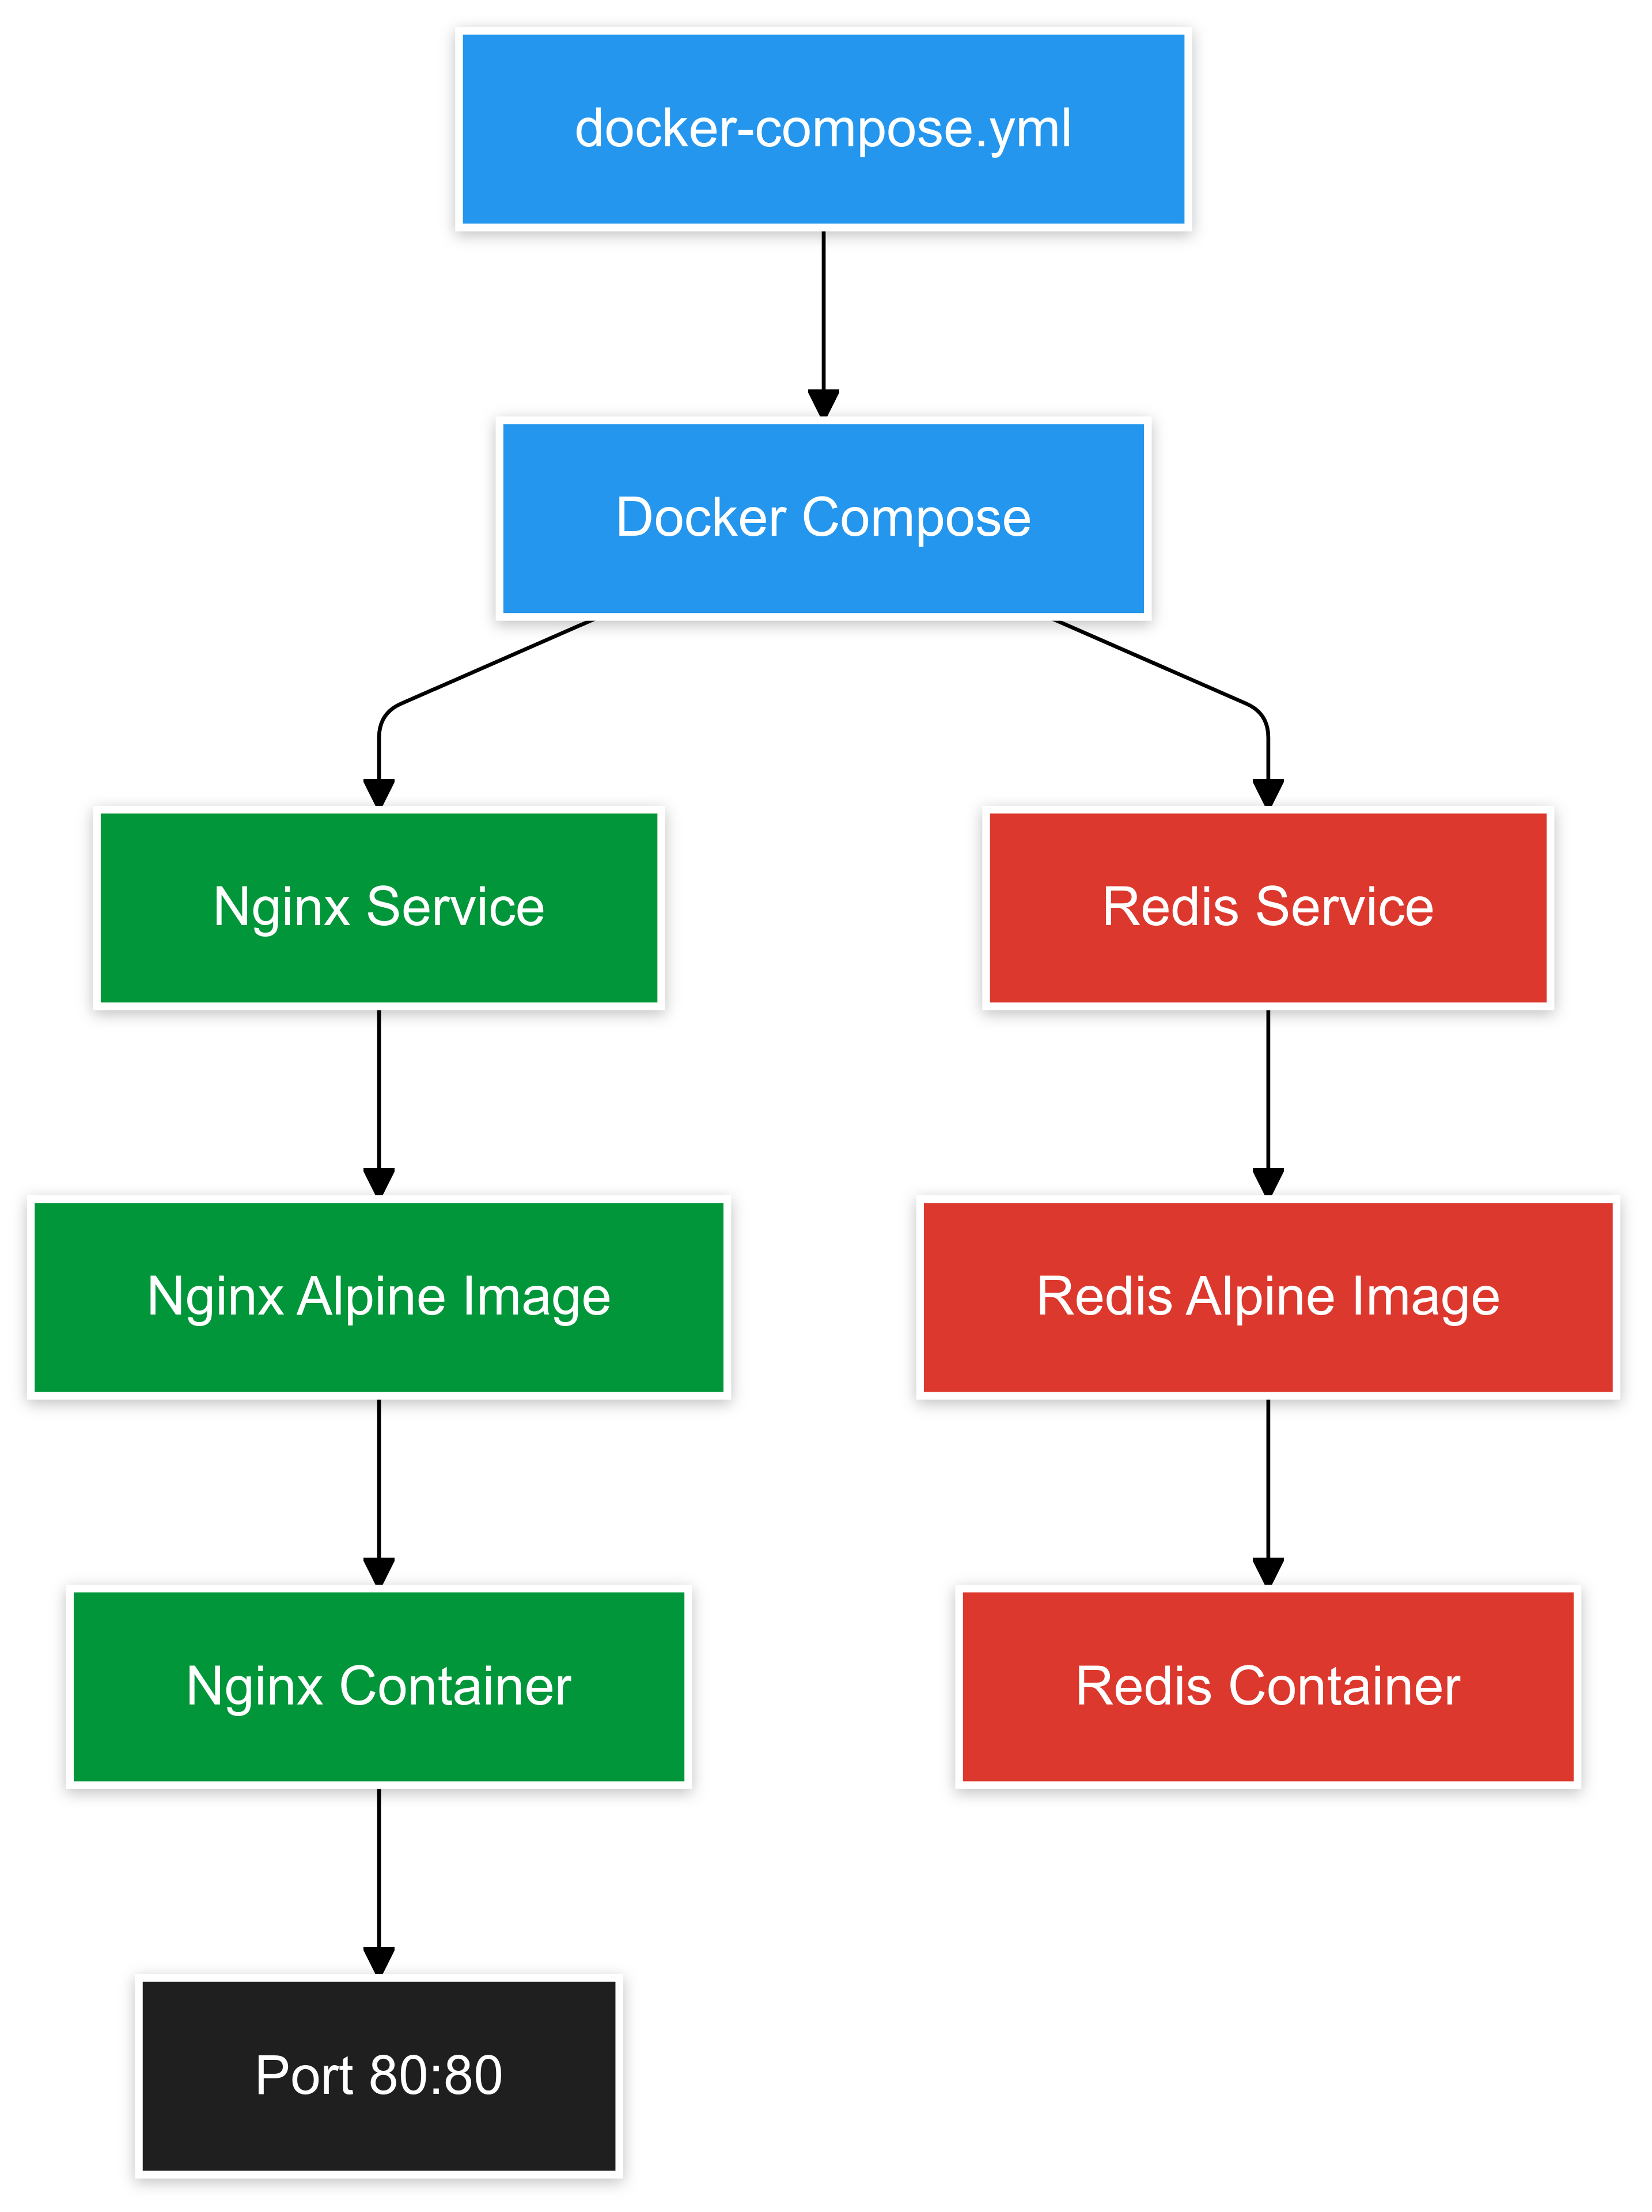 docker-compose.yml
Docker Compose
Nginx Service
Redis Service
Nginx Alpine Image
Redis Alpine Image
Nginx Container
Redis Container
Port 80:80